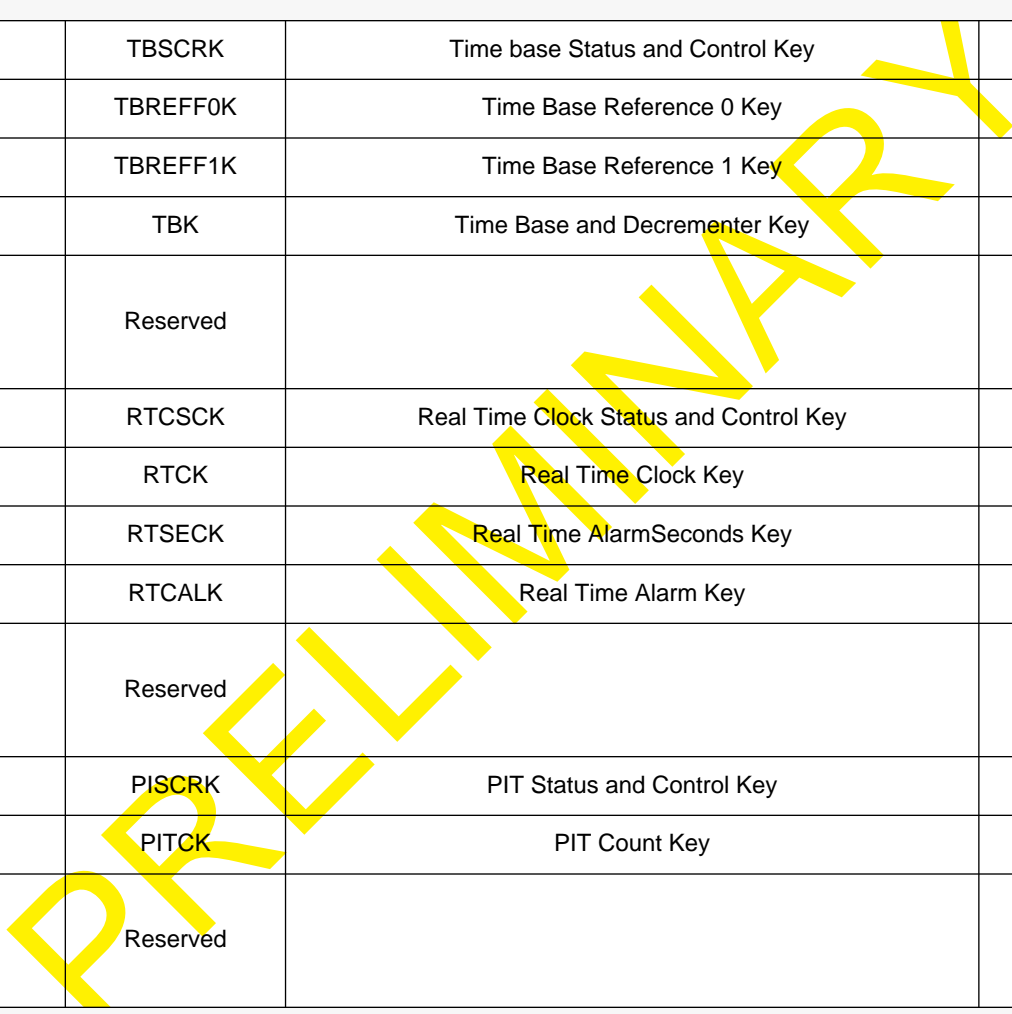 TBSCRK Time base Status and Control Key
TBREFF0K Time Base Reference 0 Key
TBREFF1K Time Base Reference 1 Key
TBK Time Base and Decrementer Key
Reserved
RTCSCK Real Time Clock Status and Control Key
RTCK Real Time Clock Key
RTSECK Real Time AlarmSeconds Key
RTCALK Real Time Alarm Key
Reserved
PISCRK PIT Status and Control Key
PITCK PIT Count Key
Reserved
PRELIMINARY